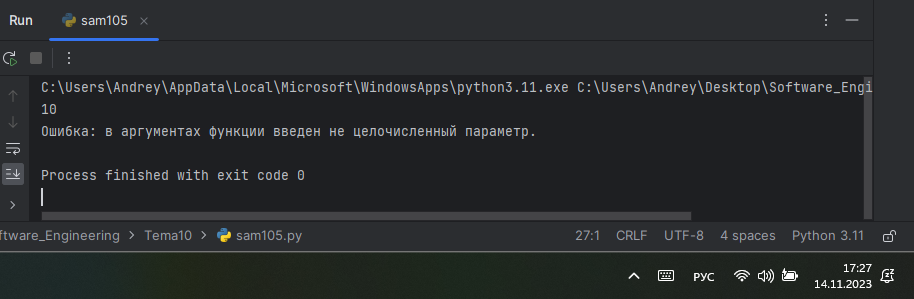 Run
sam105
C:\Users\Andrey\AppData\Local\Microsoft\WindowsApps\python3.11.exe C:\Users\Andrey\Desktop\Software_Engi
10
Ошибка: в аргументах функции введен не целочисленный параметр.
Process finished with exit code 0
ftware_Engineering > Tema10 > sam105.py
27:1 CRLF UTF-8 4 spaces Python 3.11
РУС
17:27
14.11.2023